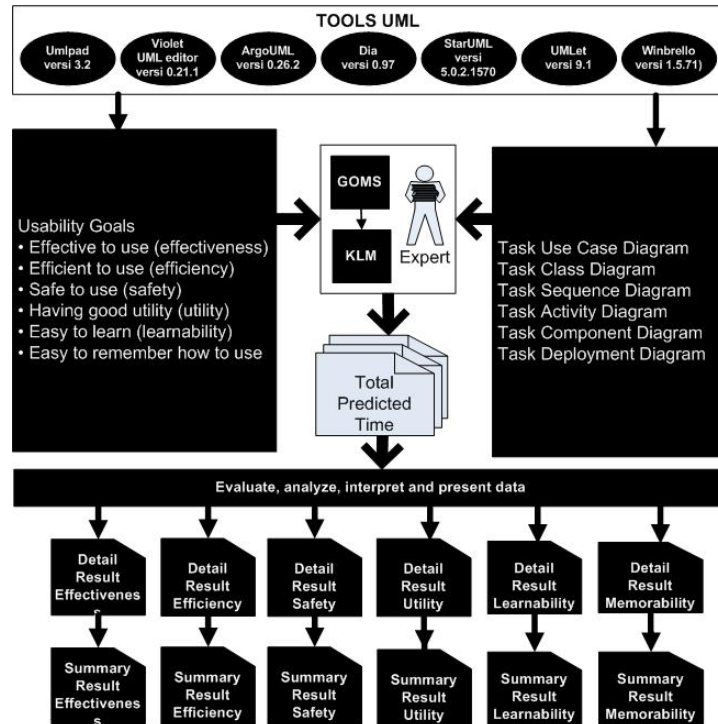 TOOLS UML
Umlpad
versi 3.2
Violet
UML editor
versi 0.21.1
ArgoUML
versi 0.26.2
Dia
versi 0.97
StarUML
versi
5.0.2.1570
UMLet
versi 9.1
Winbrello
versi 1.5.71)
Usability Goals
• Effective to use (effectiveness)
• Efficient to use (efficiency)
• Safe to use (safety)
• Having good utility (utility)
• Easy to learn (learnability)
• Easy to remember how to use
GOMS
KLM
Expert
Task Use Case Diagram
Task Class Diagram
Task Sequence Diagram
Task Activity Diagram
Task Component Diagram
Task Deployment Diagram
Total
Predicted
Time
Evaluate, analyze, interpret and present data
Detail
Result
Effectivenes
s
Detail
Result
Efficiency
Detail
Result
Safety
Detail
Result
Utility
Detail
Result
Learnability
Detail
Result
Memorability
Summary
Result
Effectivenes
s
Summary
Result
Efficiency
Summary
Result
Safety
Summary
Result
Utility
Summary
Result
Learnability
Summary
Result
Memorability